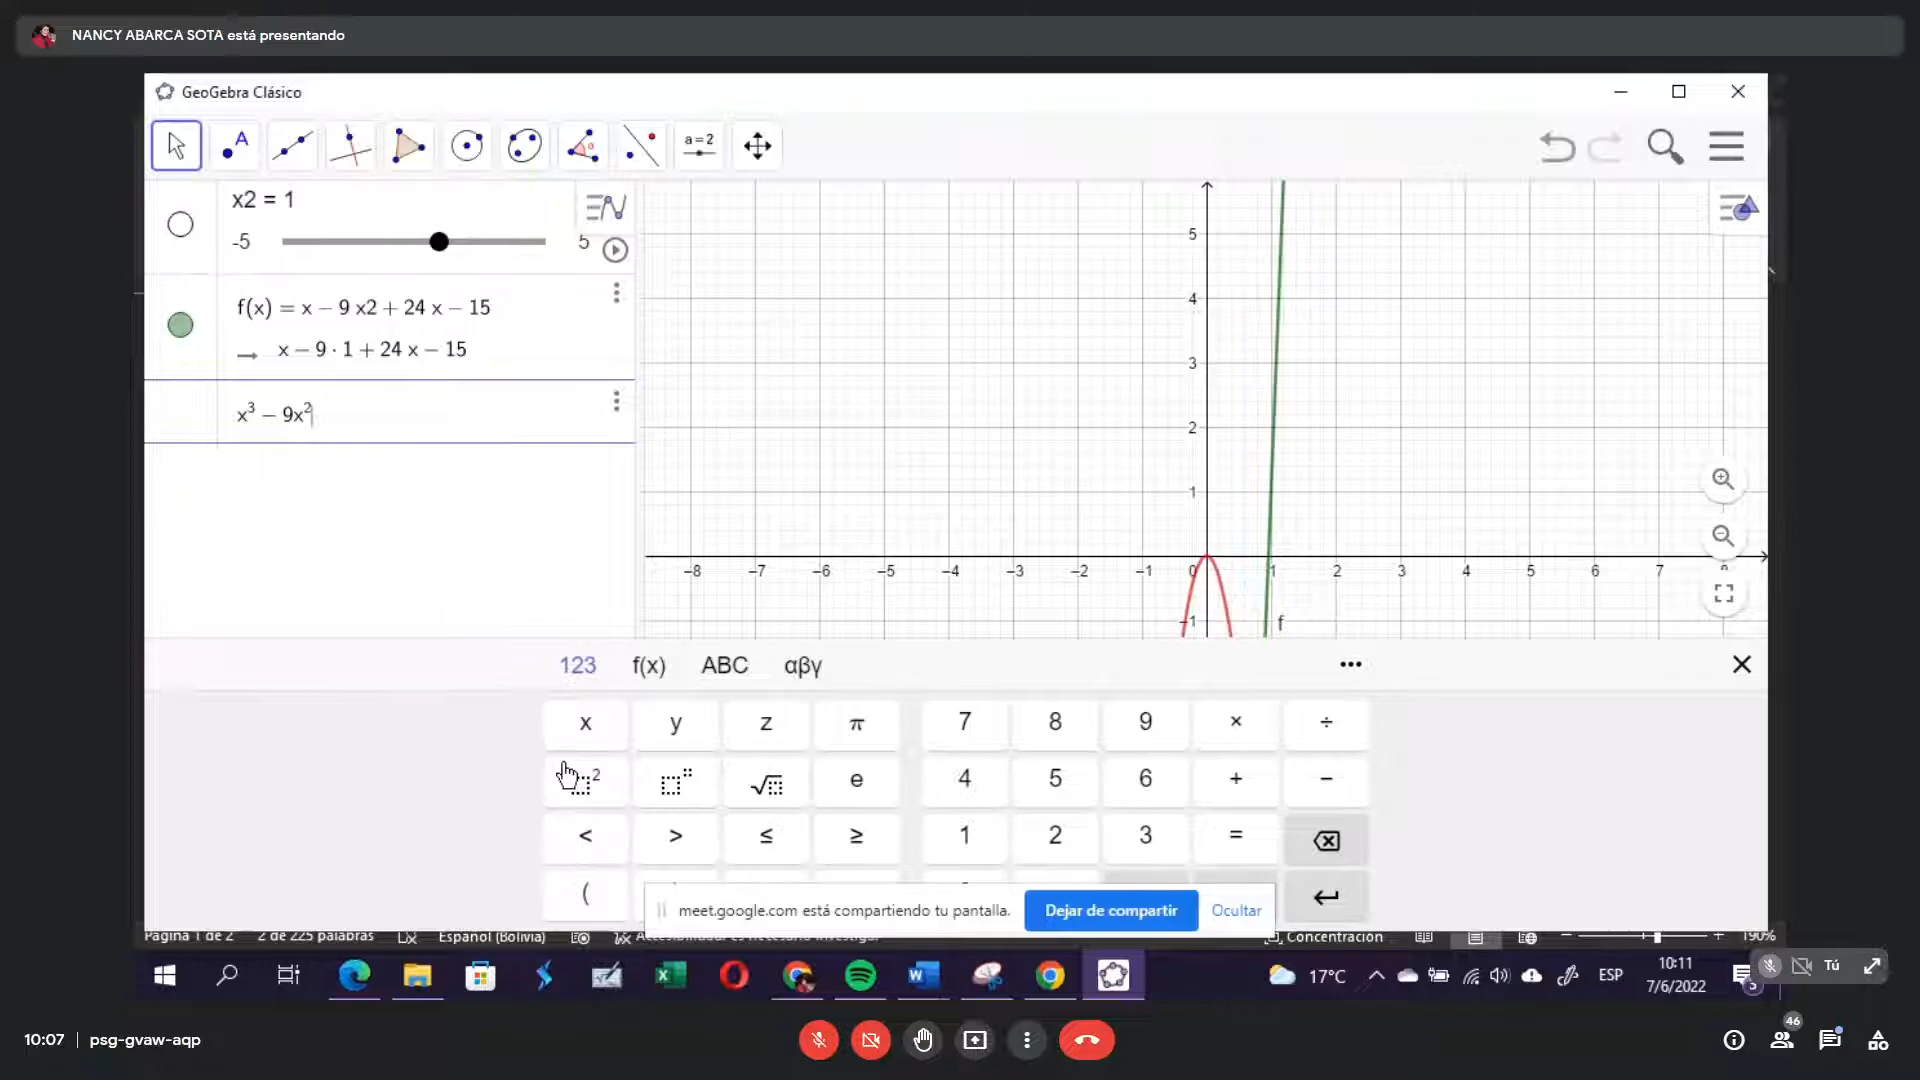 NANCY ABARCA SOTA está presentando
GeoGebra Clásico
A
a=2
x2 = 1
-5
5
f(x) = x − 9 x2 + 24 x − 15
→ x − 9 · 1 + 24 x − 15
x³ − 9x²
5
4
3
2
1
−8 −7 −6 −5 −4 −3 −2 −1 0 1 2 3 4 5 6 7
−1
f
123 f(x) ABC αβγ
x y z π 7 8 9 × ÷
2 √ e 4 5 6 + −
< > ≤ ≥ 1 2 3 =
(
meet.google.com está compartiendo tu pantalla. Dejar de compartir Ocultar
Página 1 de 2 2 de 225 palabras Español (Bolivia) Concentración 190%
17°C ESP 10:11
7/6/2022
5
Tú
10:07 psg-gvaw-aqp
46